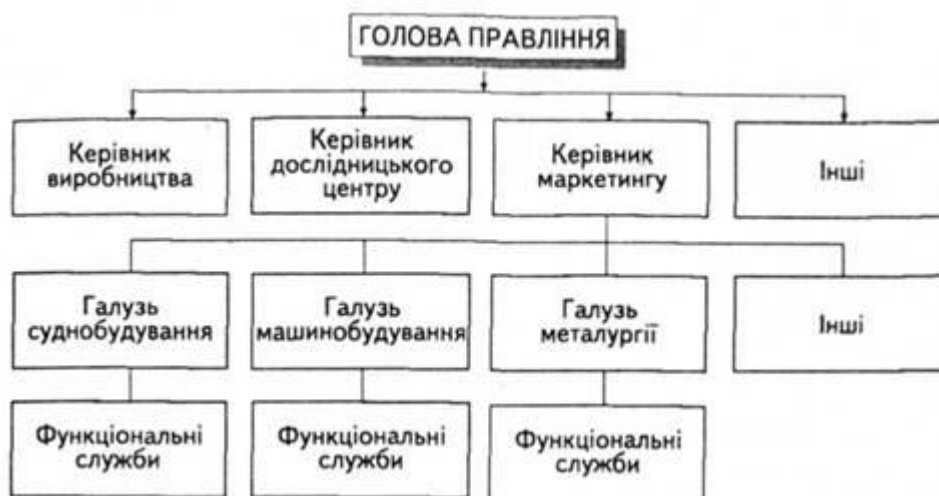 ГОЛОВА ПРАВЛІННЯ
Керівник
виробництва
Керівник
дослідницького
центру
Керівник
маркетингу
Інші
Галузь
суднобудування
Галузь
машинобудування
Галузь
металургії
Інші
Функціональні
служби
Функціональні
служби
Функціональні
служби